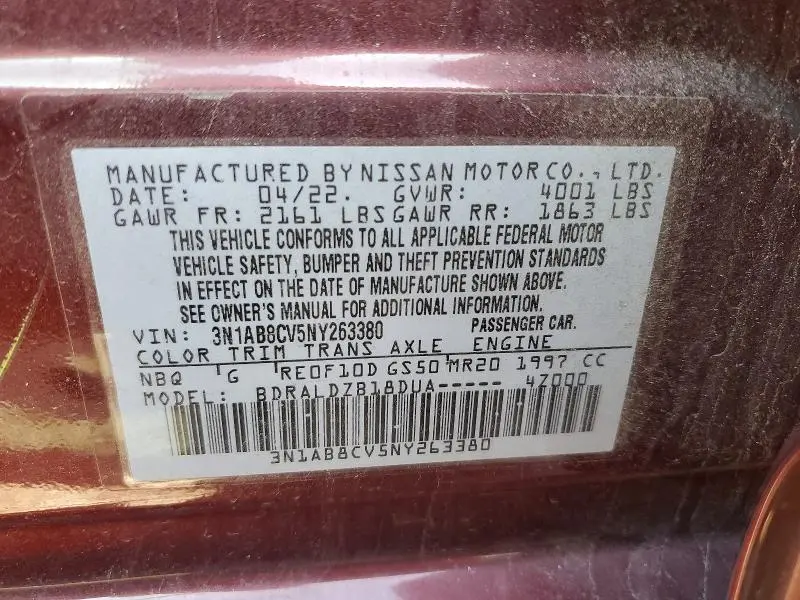 MANUFACTURED BY NISSAN MOTOR CO., LTD.
DATE: 04/22. GVWR: 4001 LBS
GAWR FR: 2161 LBS GAWR RR: 1863 LBS
THIS VEHICLE CONFORMS TO ALL APPLICABLE FEDERAL MOTOR
VEHICLE SAFETY, BUMPER AND THEFT PREVENTION STANDARDS
IN EFFECT ON THE DATE OF MANUFACTURE SHOWN ABOVE.
SEE OWNER'S MANUAL FOR ADDITIONAL INFORMATION.
VIN: 3N1AB8CV5NY263380 PASSENGER CAR.
COLOR TRIM TRANS AXLE ENGINE
NBQ G RE0F10D GS50 MR20 1997 CC
MODEL: BDRALDZB18DUA----- 4Z000
3N1AB8CV5NY263380